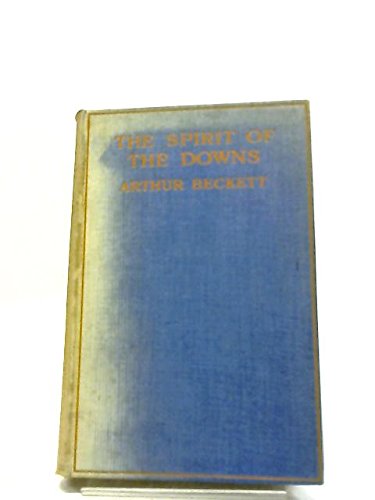 THE SPIRIT OF
THE DOWNS
ARTHUR BECKETT